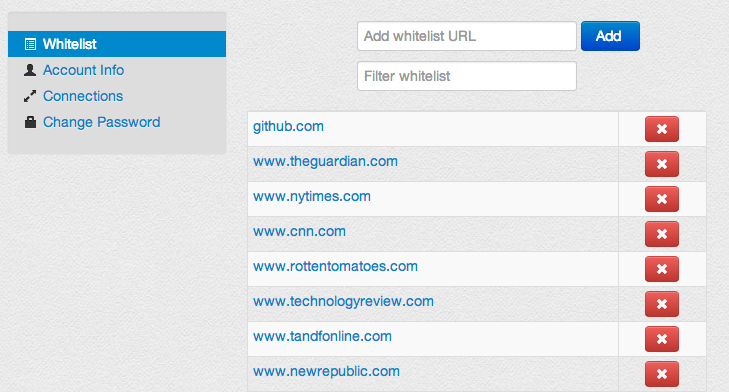 Whitelist
Account Info
Connections
Change Password
Add whitelist URL
Add
Filter whitelist
github.com
www.theguardian.com
www.nytimes.com
www.cnn.com
www.rottentomatoes.com
www.technologyreview.com
www.tandfonline.com
www.newrepublic.com